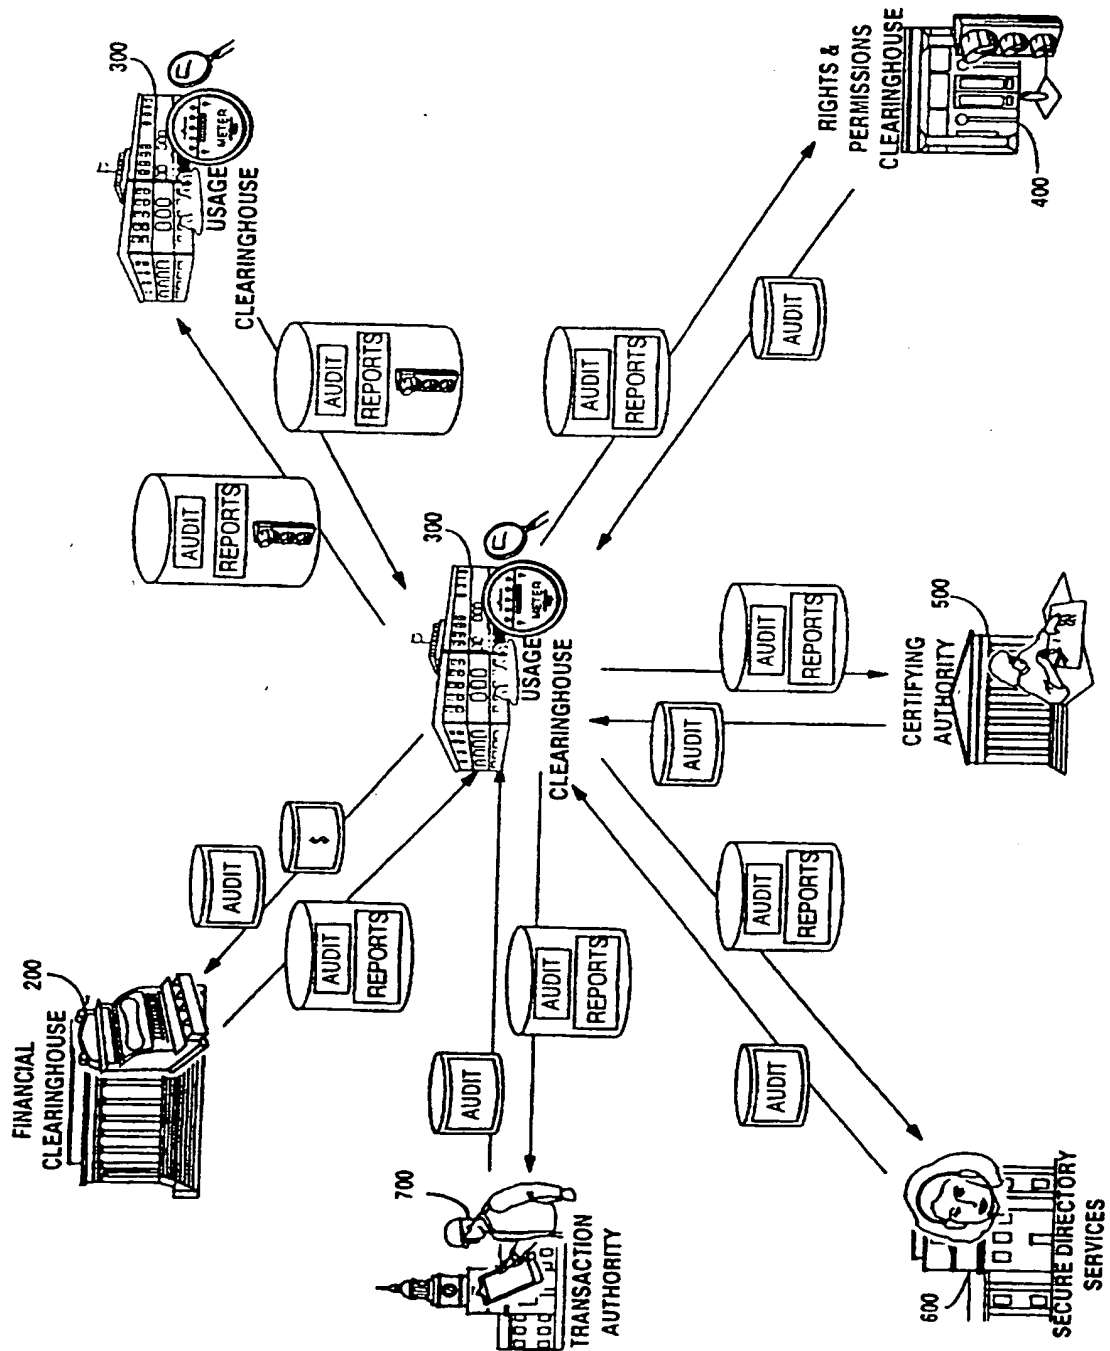 FINANCIAL
CLEARINGHOUSE
200
AUDIT
$
AUDIT
REPORTS
AUDIT
REPORTS
AUDIT
REPORTS
300
METER
USAGE
CLEARINGHOUSE
TRANSACTION
AUTHORITY
700
AUDIT
AUDIT
REPORTS
300
METER
USAGE
CLEARINGHOUSE
AUDIT
REPORTS
AUDIT
RIGHTS &
PERMISSIONS
CLEARINGHOUSE
400
SECURE DIRECTORY
SERVICES
600
AUDIT
AUDIT
REPORTS
AUDIT
AUDIT
REPORTS
CERTIFYING
AUTHORITY
500